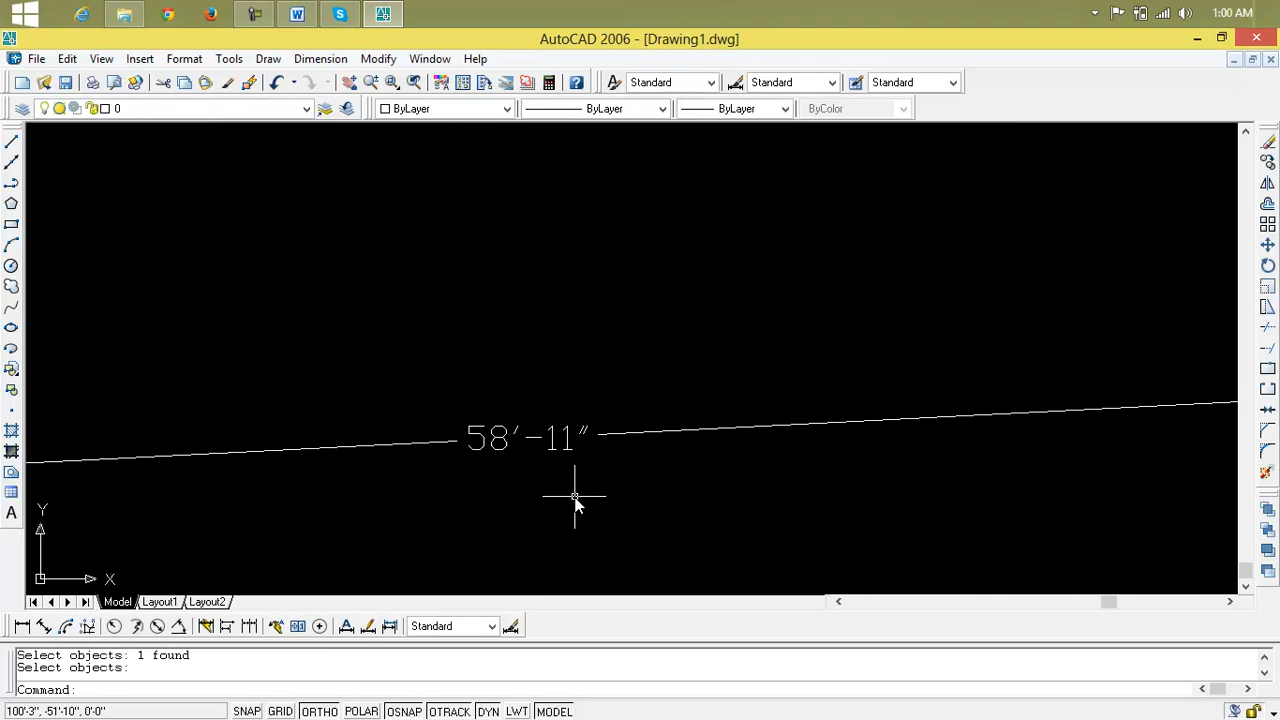 1:00 AM
AutoCAD 2006 - [Drawing1.dwg]
File Edit View Insert Format Tools Draw Dimension Modify Window Help
Standard Standard Standard
0 ByLayer ByLayer ByLayer ByColor
58'-11"
Y
X
Model Layout1 Layout2
Standard
Select objects: 1 found
Select objects:
Command:
100'-3", -51'-10", 0'-0" SNAP GRID ORTHO POLAR OSNAP OTRACK DYN LWT MODEL